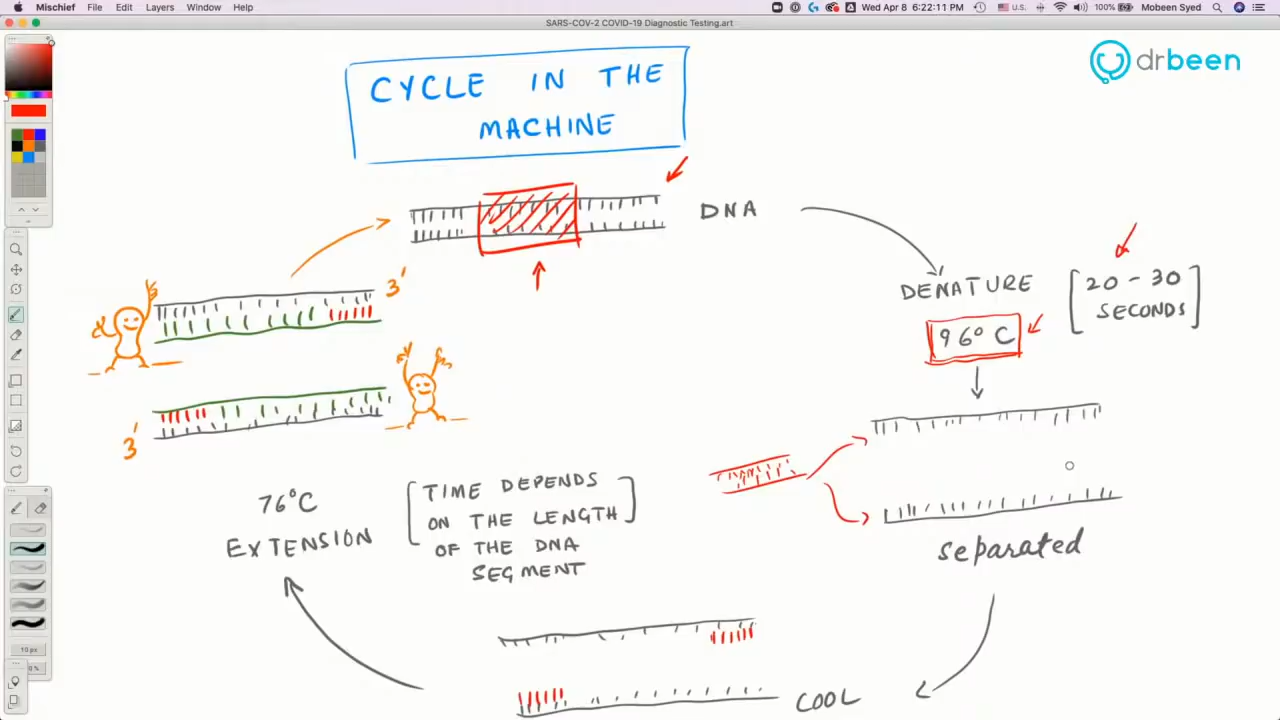 Mischief File Edit Layers Window Help
100% Wed Apr 8 6:22:11 PM Mobeen Syed
U.S.
SARS-COV-2 COVID-19 Diagnostic Testing.art
drbeen
CYCLE IN THE
MACHINE
DNA
DENATURE
96°C
[20-30
SECONDS]
separated
COOL
76°C
EXTENSION
[TIME DEPENDS
ON THE LENGTH]
OF THE DNA
SEGMENT
3'
3'
10 px